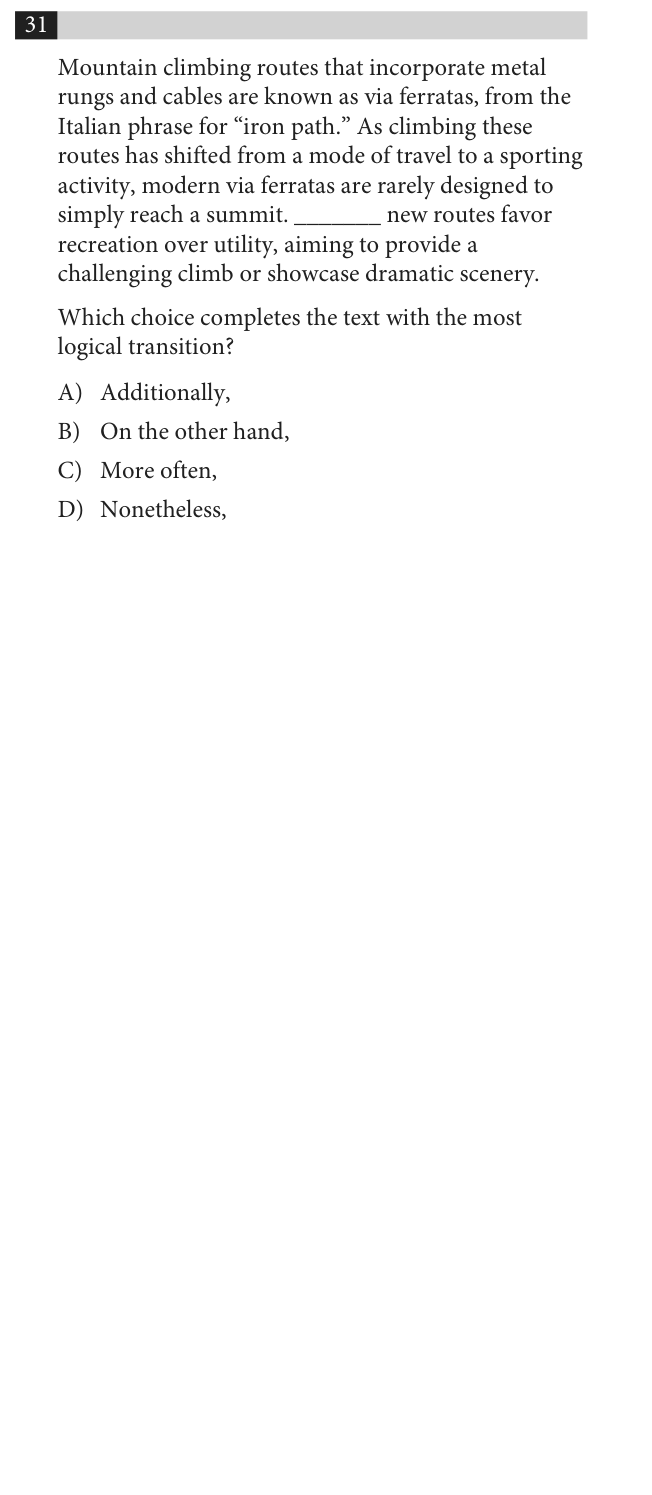 31
Mountain climbing routes that incorporate metal
rungs and cables are known as via ferratas, from the
Italian phrase for “iron path.” As climbing these
routes has shifted from a mode of travel to a sporting
activity, modern via ferratas are rarely designed to
simply reach a summit. _______ new routes favor
recreation over utility, aiming to provide a
challenging climb or showcase dramatic scenery.
Which choice completes the text with the most
logical transition?
A) Additionally,
B) On the other hand,
C) More often,
D) Nonetheless,